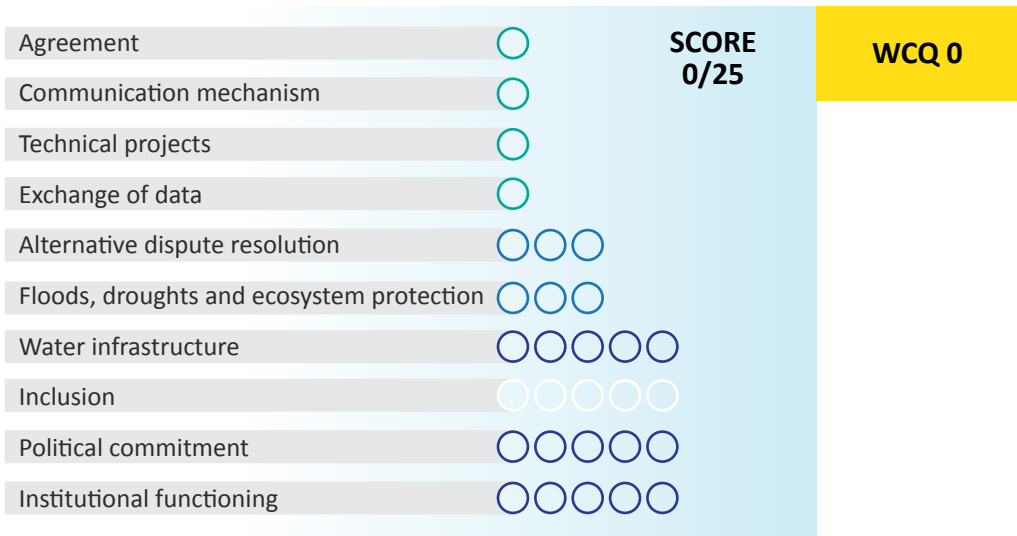 Agreement
SCORE
0/25
WCQ 0
Communication mechanism
Technical projects
Exchange of data
Alternative dispute resolution
Floods, droughts and ecosystem protection
Water infrastructure
Inclusion
Political commitment
Institutional functioning